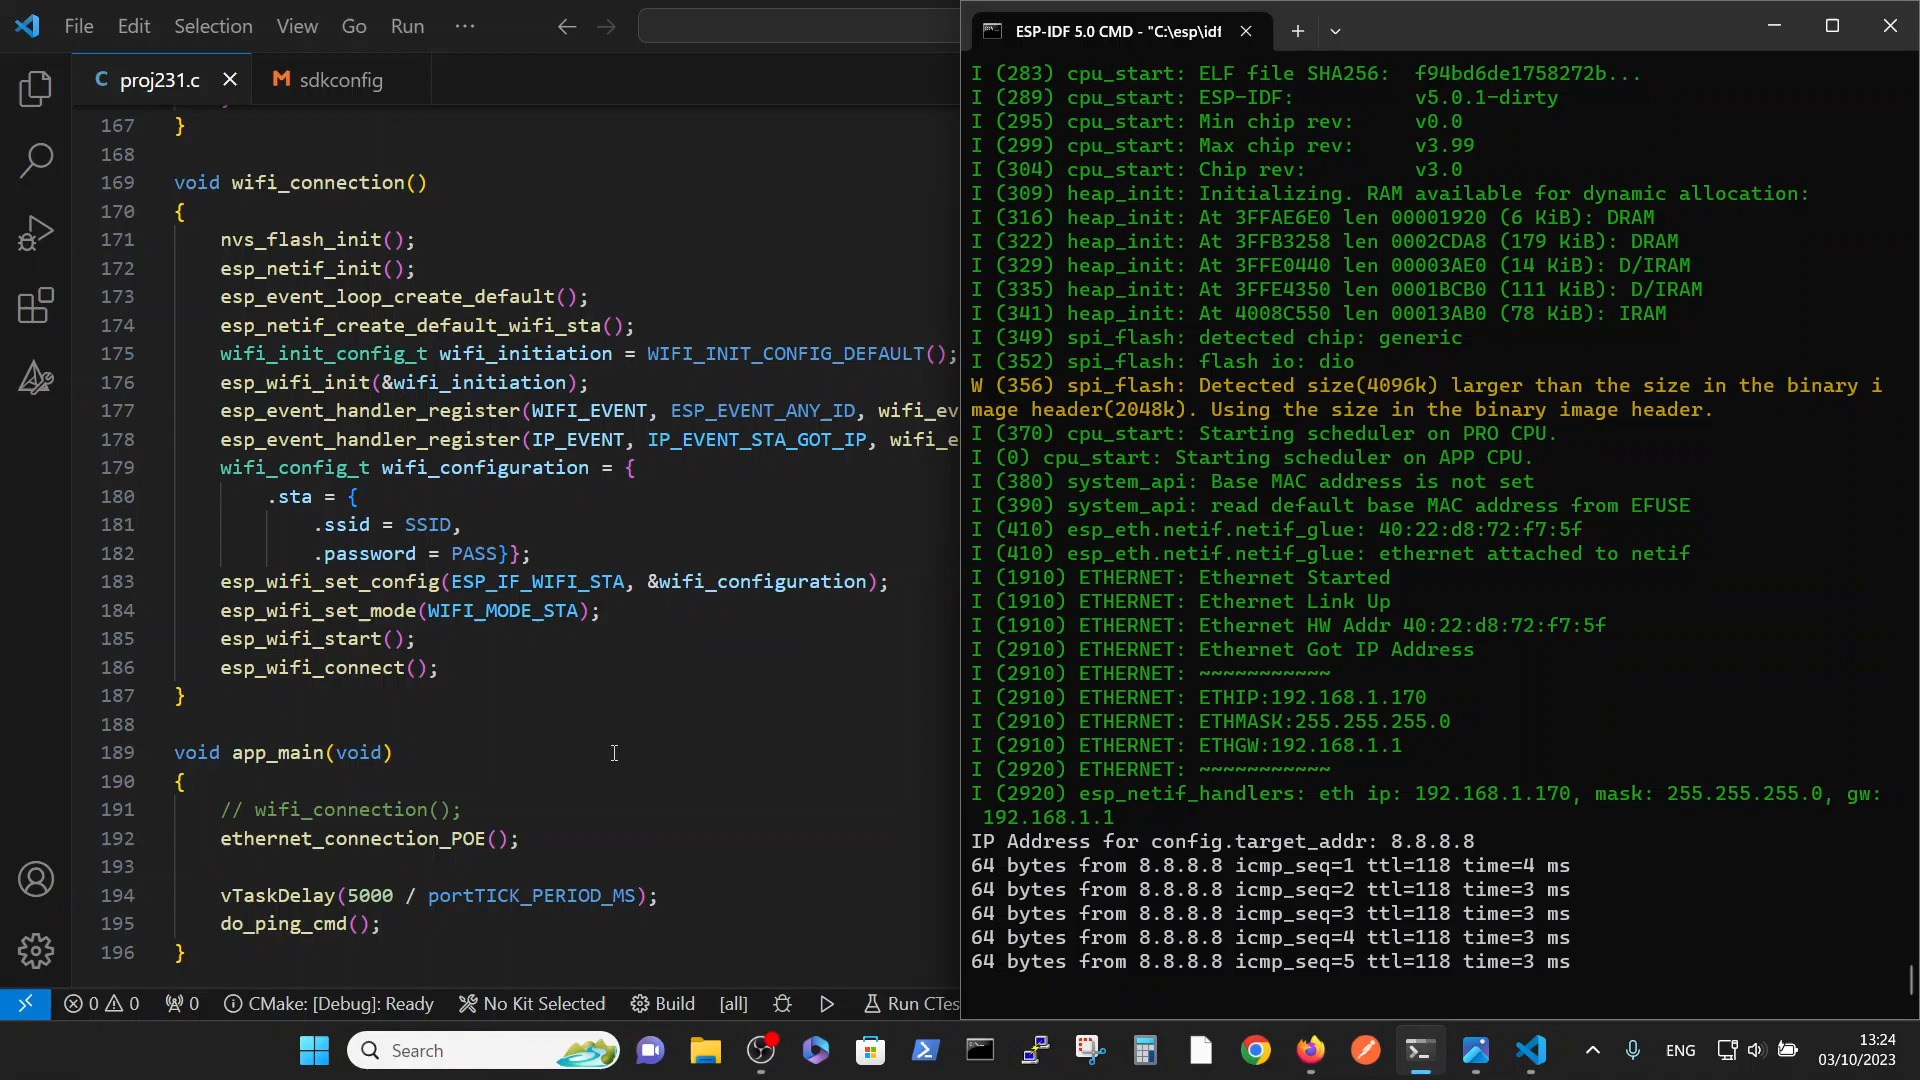 File Edit Selection View Go Run ···
C proj231.c × M sdkconfig
167 }
168
169 void wifi_connection()
170 {
171 nvs_flash_init();
172 esp_netif_init();
173 esp_event_loop_create_default();
174 esp_netif_create_default_wifi_sta();
175 wifi_init_config_t wifi_initiation = WIFI_INIT_CONFIG_DEFAULT();
176 esp_wifi_init(&wifi_initiation);
177 esp_event_handler_register(WIFI_EVENT, ESP_EVENT_ANY_ID, wifi_ev
178 esp_event_handler_register(IP_EVENT, IP_EVENT_STA_GOT_IP, wifi_e
179 wifi_config_t wifi_configuration = {
180 .sta = {
181 .ssid = SSID,
182 .password = PASS}};
183 esp_wifi_set_config(ESP_IF_WIFI_STA, &wifi_configuration);
184 esp_wifi_set_mode(WIFI_MODE_STA);
185 esp_wifi_start();
186 esp_wifi_connect();
187 }
188
189 void app_main(void)
190 {
191 // wifi_connection();
192 ethernet_connection_POE();
193
194 vTaskDelay(5000 / portTICK_PERIOD_MS);
195 do_ping_cmd();
196 }
0 0 0 CMake: [Debug]: Ready No Kit Selected Build [all] Run CTes
ESP-IDF 5.0 CMD - "C:\esp\idf
I (283) cpu_start: ELF file SHA256: f94bd6de1758272b...
I (289) cpu_start: ESP-IDF: v5.0.1-dirty
I (295) cpu_start: Min chip rev: v0.0
I (299) cpu_start: Max chip rev: v3.99
I (304) cpu_start: Chip rev: v3.0
I (309) heap_init: Initializing. RAM available for dynamic allocation:
I (316) heap_init: At 3FFAE6E0 len 00001920 (6 KiB): DRAM
I (322) heap_init: At 3FFB3258 len 0002CDA8 (179 KiB): DRAM
I (329) heap_init: At 3FFE0440 len 00003AE0 (14 KiB): D/IRAM
I (335) heap_init: At 3FFE4350 len 0001BCB0 (111 KiB): D/IRAM
I (341) heap_init: At 4008C550 len 00013AB0 (78 KiB): IRAM
I (349) spi_flash: detected chip: generic
I (352) spi_flash: flash io: dio
W (356) spi_flash: Detected size(4096k) larger than the size in the binary i
mage header(2048k). Using the size in the binary image header.
I (370) cpu_start: Starting scheduler on PRO CPU.
I (0) cpu_start: Starting scheduler on APP CPU.
I (380) system_api: Base MAC address is not set
I (390) system_api: read default base MAC address from EFUSE
I (410) esp_eth.netif.netif_glue: 40:22:d8:72:f7:5f
I (410) esp_eth.netif.netif_glue: ethernet attached to netif
I (1910) ETHERNET: Ethernet Started
I (1910) ETHERNET: Ethernet Link Up
I (1910) ETHERNET: Ethernet HW Addr 40:22:d8:72:f7:5f
I (2910) ETHERNET: Ethernet Got IP Address
I (2910) ETHERNET: ~~~~~~~~~~~
I (2910) ETHERNET: ETHIP:192.168.1.170
I (2910) ETHERNET: ETHMASK:255.255.255.0
I (2910) ETHERNET: ETHGW:192.168.1.1
I (2920) ETHERNET: ~~~~~~~~~~~
I (2920) esp_netif_handlers: eth ip: 192.168.1.170, mask: 255.255.255.0, gw:
192.168.1.1
IP Address for config.target_addr: 8.8.8.8
64 bytes from 8.8.8.8 icmp_seq=1 ttl=118 time=4 ms
64 bytes from 8.8.8.8 icmp_seq=2 ttl=118 time=3 ms
64 bytes from 8.8.8.8 icmp_seq=3 ttl=118 time=3 ms
64 bytes from 8.8.8.8 icmp_seq=4 ttl=118 time=3 ms
64 bytes from 8.8.8.8 icmp_seq=5 ttl=118 time=3 ms
Search
ENG
13:24
03/10/2023